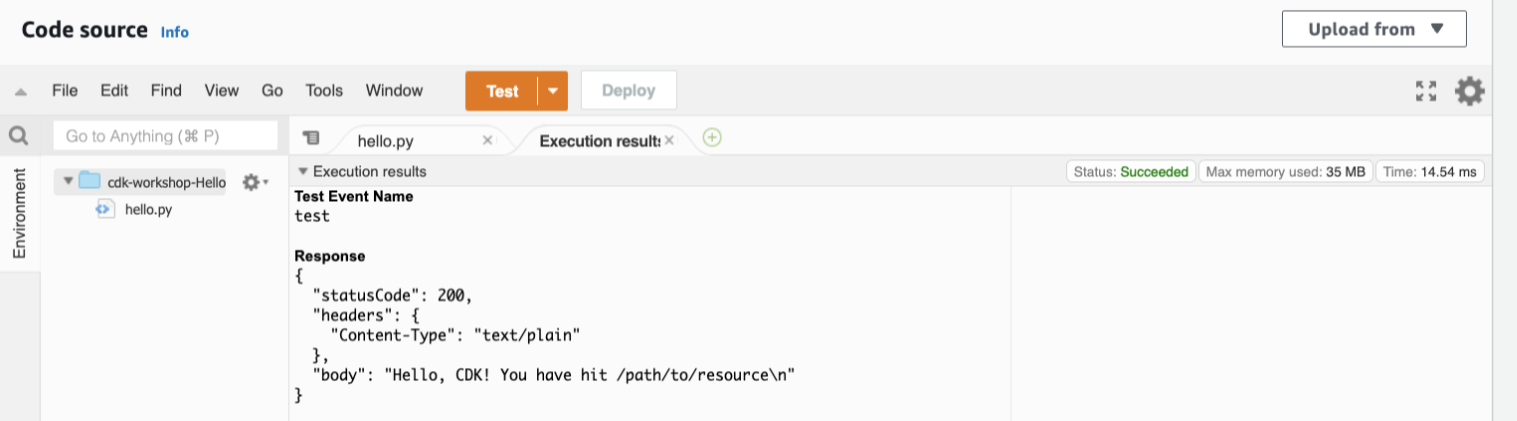 Code source Info
Upload from
File Edit Find View Go Tools Window Test Deploy
Go to Anything (⌘ P)
hello.py
Execution results
Environment
cdk-workshop-Hello
hello.py
Execution results
Status: Succeeded Max memory used: 35 MB Time: 14.54 ms
Test Event Name
test
Response
{
  "statusCode": 200,
  "headers": {
    "Content-Type": "text/plain"
  },
  "body": "Hello, CDK! You have hit /path/to/resource\n"
}